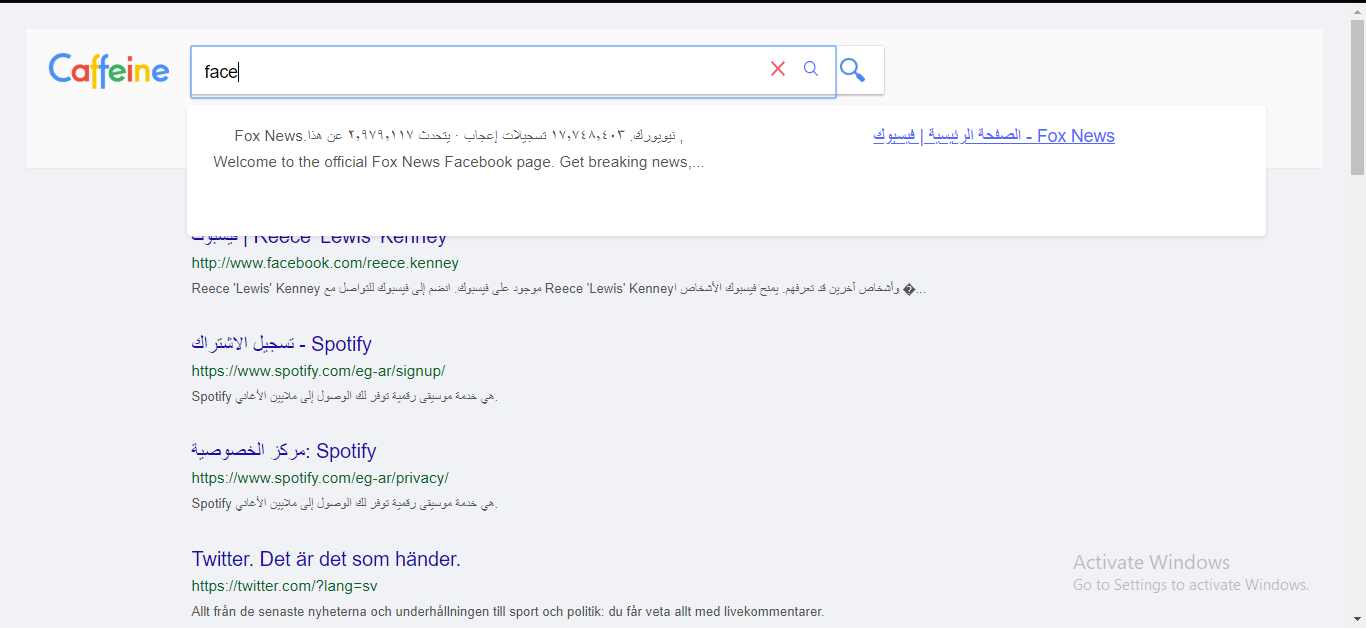 Caffeine
face
Fox News.نيويورك. ١٧,٧٤٨,٤٠٣ تسجيلات إعجاب · يتحدث ٢,٩٧٩,١١٧ عن هذا ,
Welcome to the official Fox News Facebook page. Get breaking news,...
Fox News - الصفحة الرئيسية | فيسبوك
فيسبوك | Reece 'Lewis' Kenney
http://www.facebook.com/reece.kenney
Reece 'Lewis' Kenney موجود على فيسبوك. انضم إلى فيسبوك للتواصل مع Reece 'Lewis' Kenney وأشخاص آخرين قد تعرفهم. يمنح فيسبوك الأشخاص ا�...
تسجيل الاشتراك - Spotify
https://www.spotify.com/eg-ar/signup/
Spotify هي خدمة موسيقى رقمية توفر لك الوصول إلى ملايين الأغاني.
مركز الخصوصية: Spotify
https://www.spotify.com/eg-ar/privacy/
Spotify هي خدمة موسيقى رقمية توفر لك الوصول إلى ملايين الأغاني.
Twitter. Det är det som händer.
https://twitter.com/?lang=sv
Allt från de senaste nyheterna och underhållningen till sport och politik: du får veta allt med livekommentarer.
Activate Windows
Go to Settings to activate Windows.